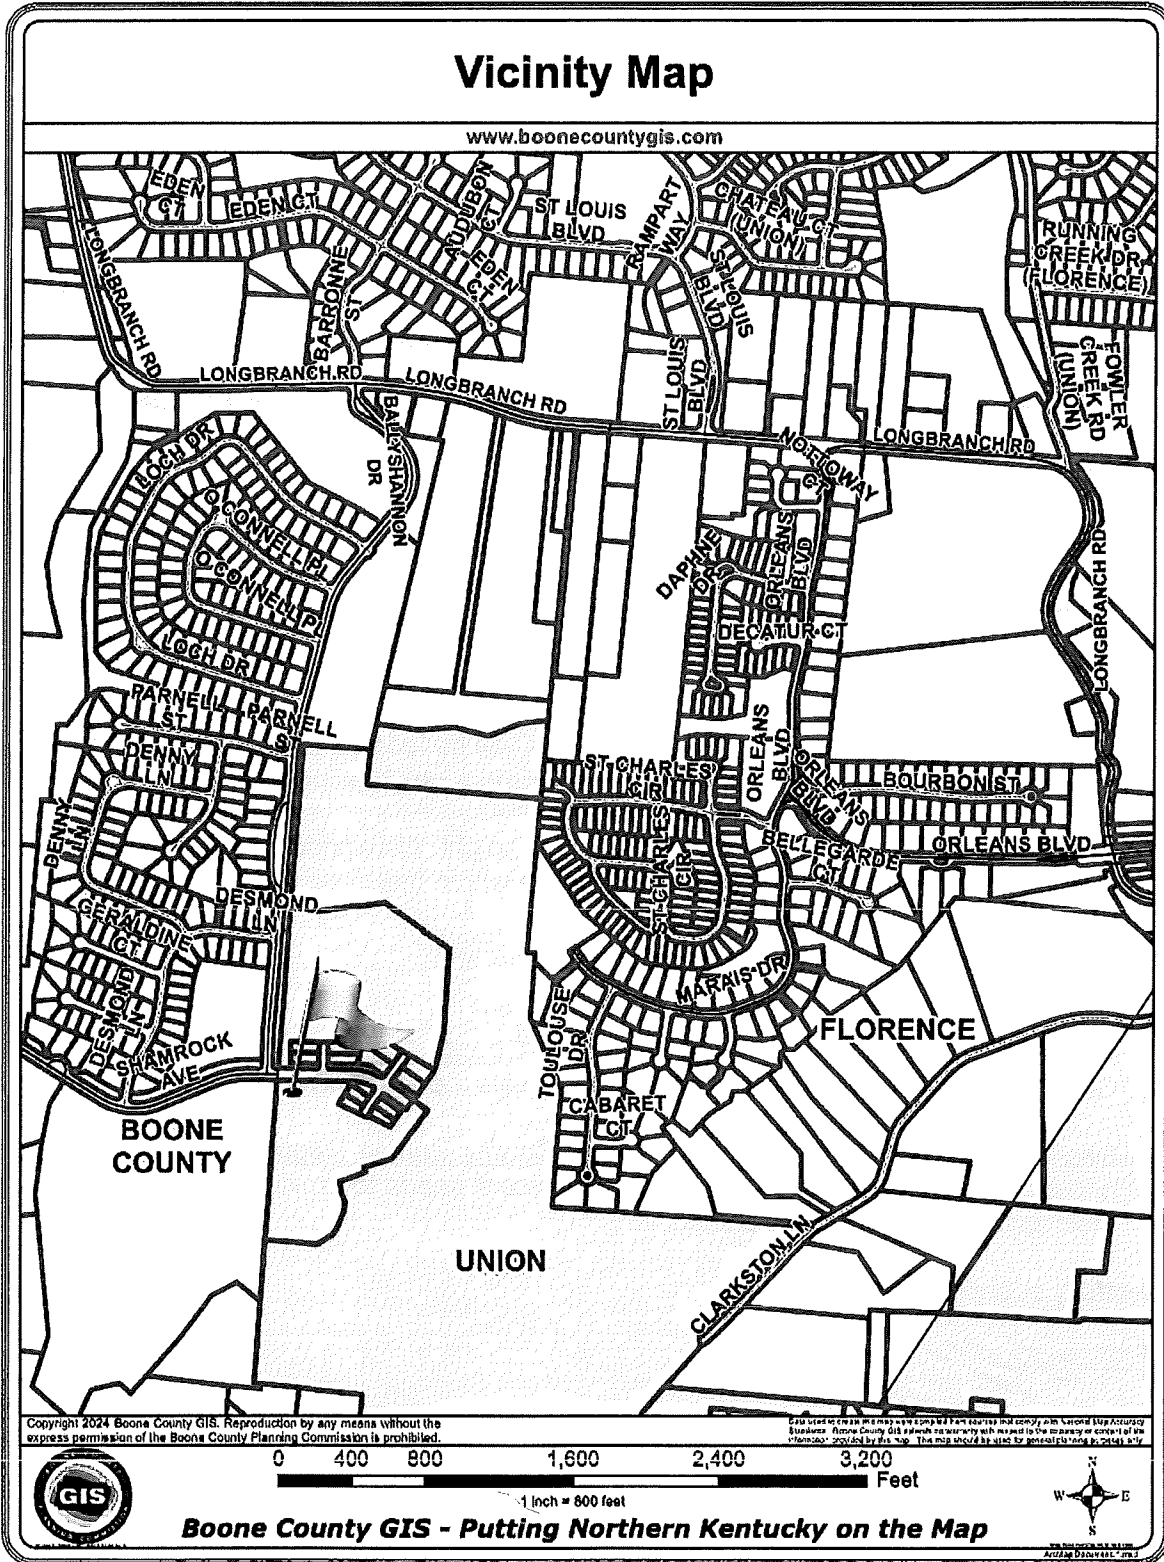 Vicinity Map
www.boonecountygis.com
EDEN
CT
EDEN CT
AUDUBON
CT
ST LOUIS
BLVD
RAMPART
WAY
CHATEAU CT
(UNION)
RUNNING
CREEK DR
(FLORENCE)
LONGBRANCH RD
BARRONNE
ST
EDEN
CT
ST LOUIS
BLVD
ST LOUIS
BLVD
FOWLER
CREEK RD
(UNION)
LONGBRANCH RD
LONGBRANCH RD
LONGBRANCH RD
BALLYSHANNON
DR
NOTTOWAY
CT
LOCH DR
O CONNELL PL
O CONNELL P
LOCH DR
DAPHNE
DR
ORLEANS
BLVD
DECATUR CT
LONGBRANCH RD
PARNELL
ST
PARNELL
ST
DENNY
LN
DENNY
LN
ORLEANS
BLVD
ORLEANS
BLVD
ST CHARLES
CIR
ST CHARLES
CIR
BOURBON ST
BELLEGARDE
CT
ORLEANS BLVD
DESMOND
LN
GERALDINE
CT
DESMOND
LN
SHAMROCK
AVE
MARAIS DR
TOULOUSE
DR
FLORENCE
CABARET
CT
BOONE
COUNTY
UNION
CLARKSTON LN
Copyright 2024 Boone County GIS. Reproduction by any means without the
express permission of the Boone County Planning Commission is prohibited.
0 400 800 1,600 2,400 3,200
Feet
1 inch = 800 feet
GIS
N
W E
S
Boone County GIS - Putting Northern Kentucky on the Map